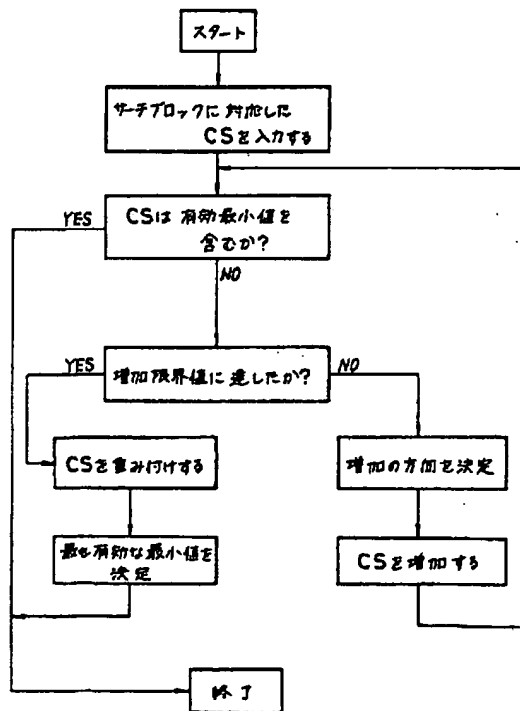 スタート
サーチブロックに対応した
CSを入力する
YES
CSは有効最小値を
含むか?
NO
YES
増加限界値に達したか?
NO
CSを重み付けする
増加の方向を決定
最も有効な最小値を
決定
CSを増加する
終了